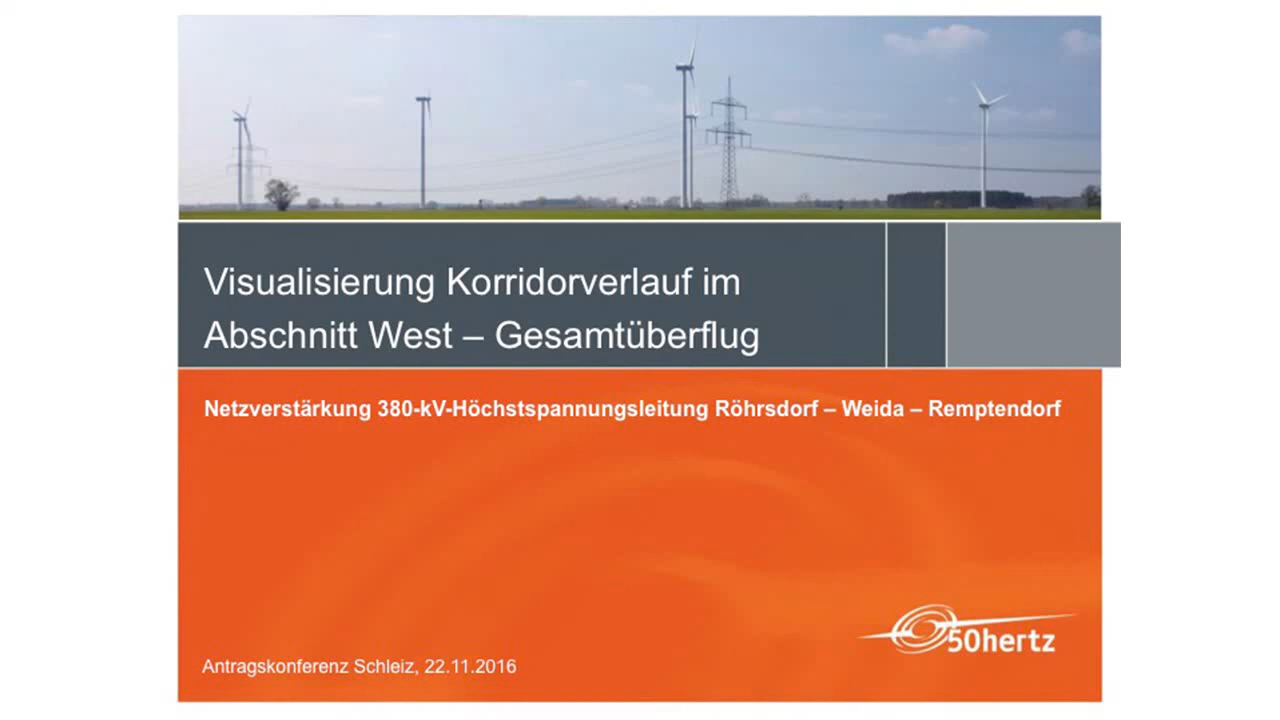 Visualisierung Korridorverlauf im
Abschnitt West – Gesamtüberflug
Netzverstärkung 380-kV-Höchstspannungsleitung Röhrsdorf – Weida – Remptendorf
50hertz
Antragskonferenz Schleiz, 22.11.2016